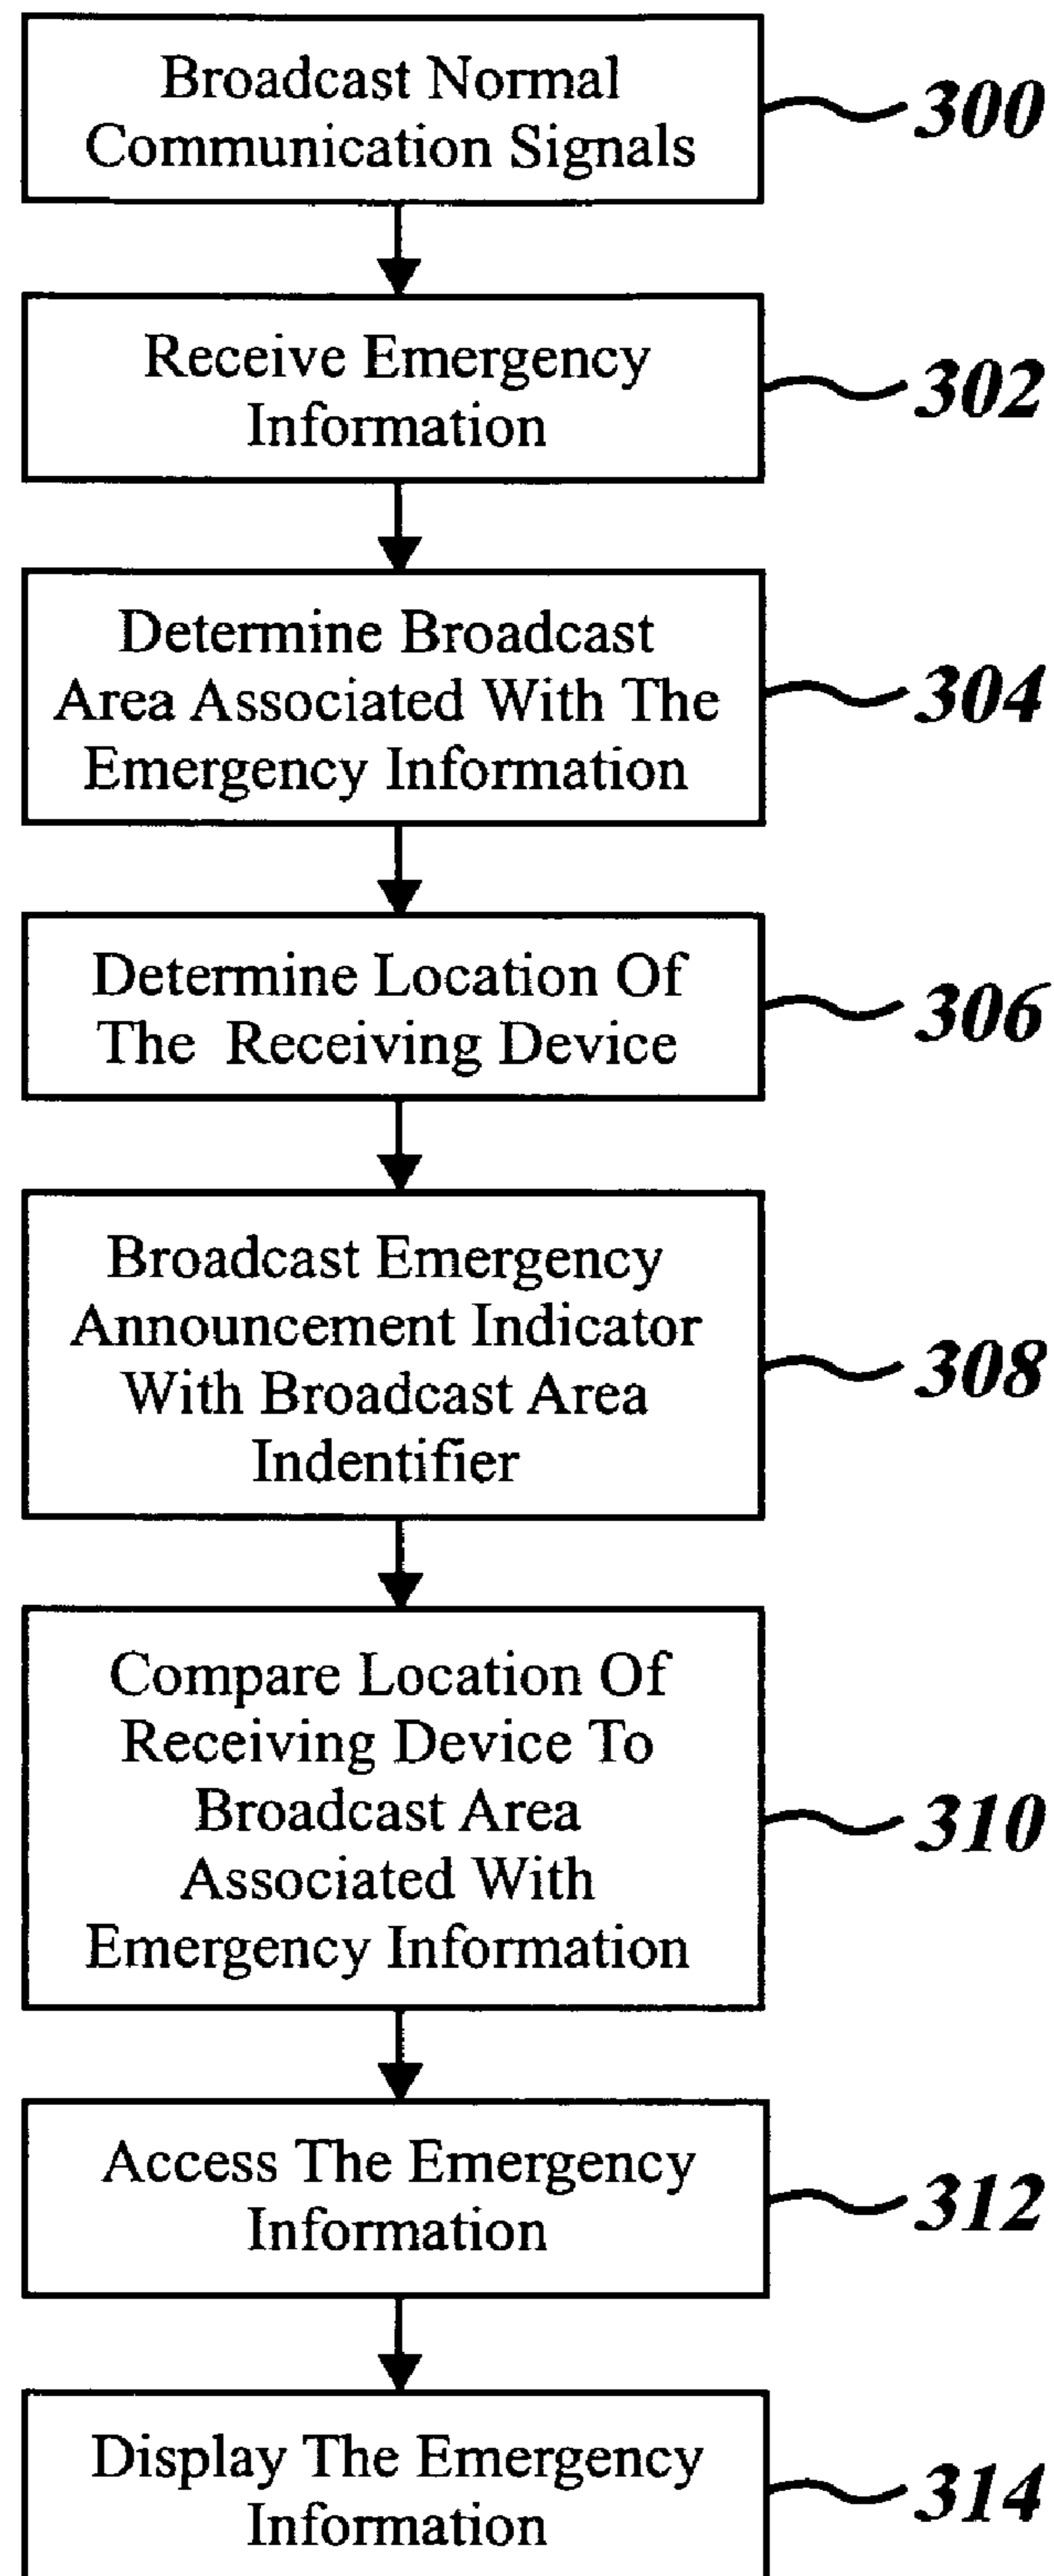 Broadcast Normal
Communication Signals
300
Receive Emergency
Information
302
Determine Broadcast
Area Associated With The
Emergency Information
304
Determine Location Of
The Receiving Device
306
Broadcast Emergency
Announcement Indicator
With Broadcast Area
Indentifier
308
Compare Location Of
Receiving Device To
Broadcast Area
Associated With
Emergency Information
310
Access The Emergency
Information
312
Display The Emergency
Information
314